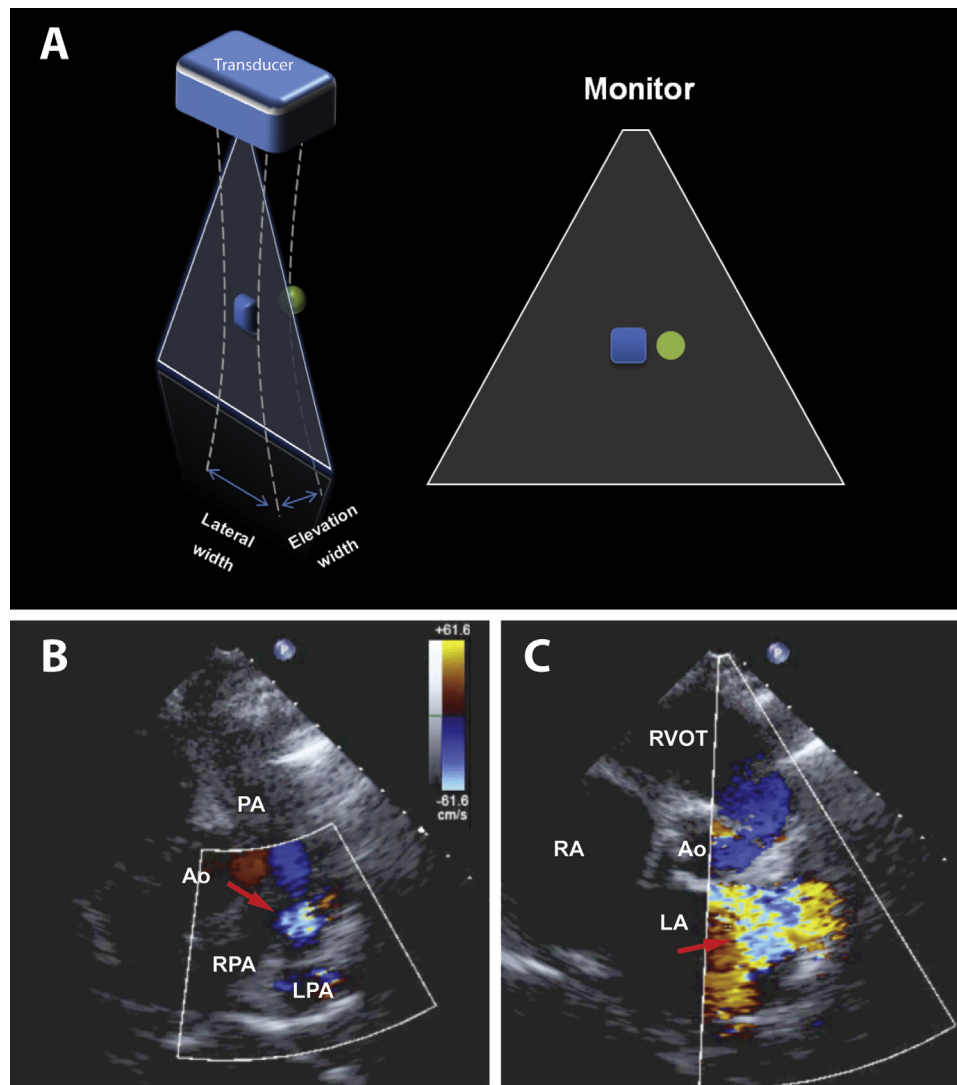 A
Transducer
Monitor
Lateral
width
Elevation
width
B
P
+61.6
-61.6
cm/s
PA
Ao
RPA
LPA
C
P
RVOT
RA
Ao
LA